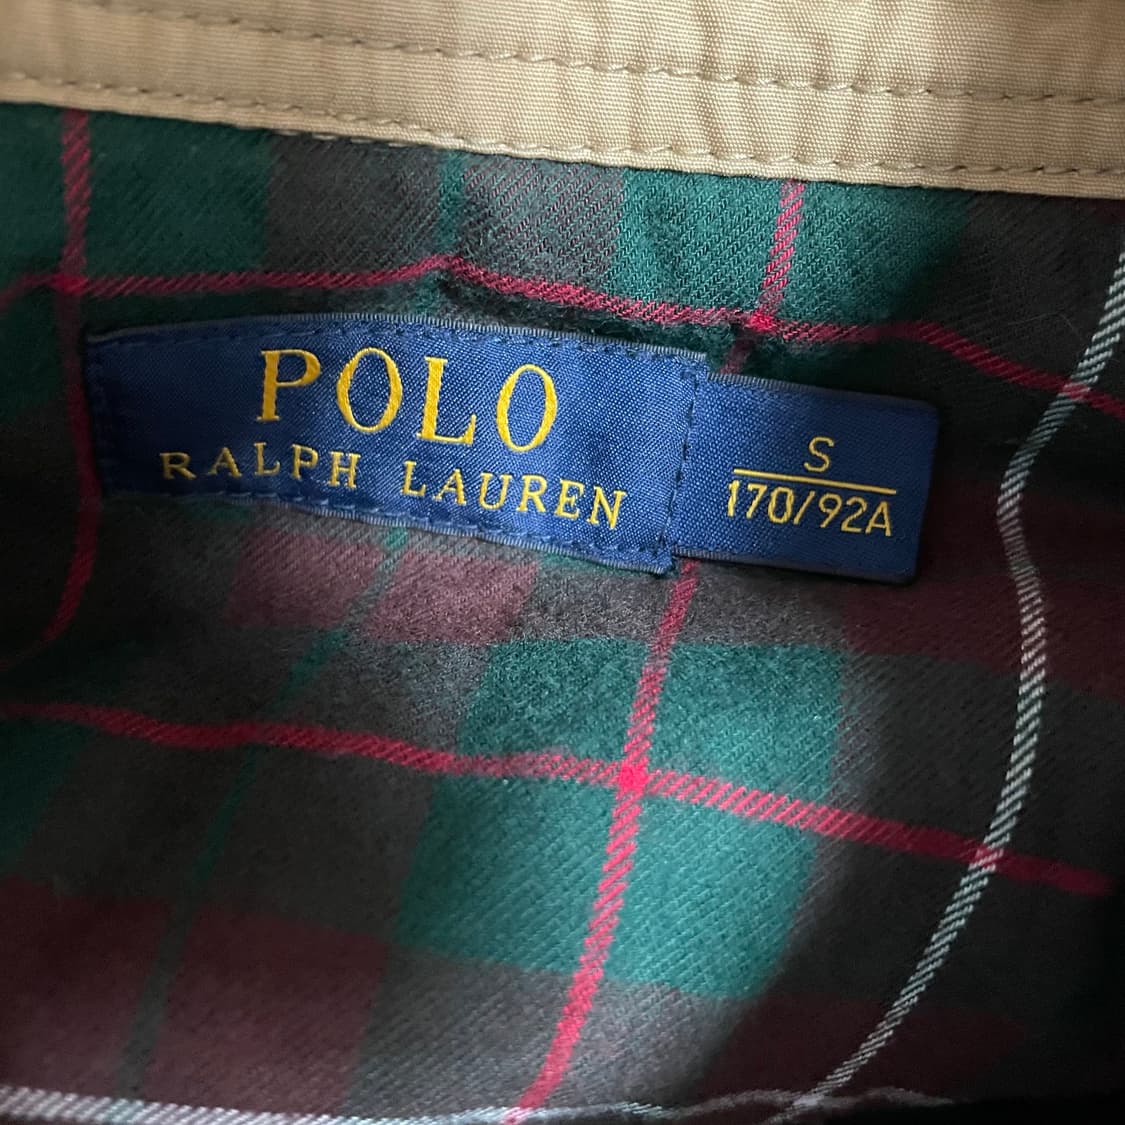 POLO
RALPH LAUREN
S
170/92A